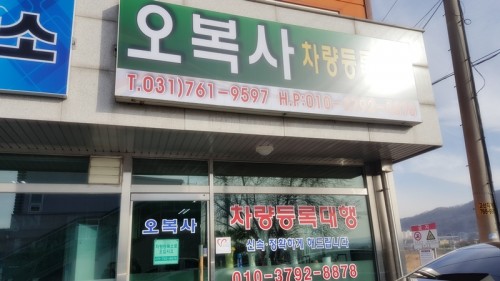 소
오복사 차량등록
T.031)761-9597 H.P:010
오복사
차량등록대행
신속·정확하게 해드립니다
010-3792-8878